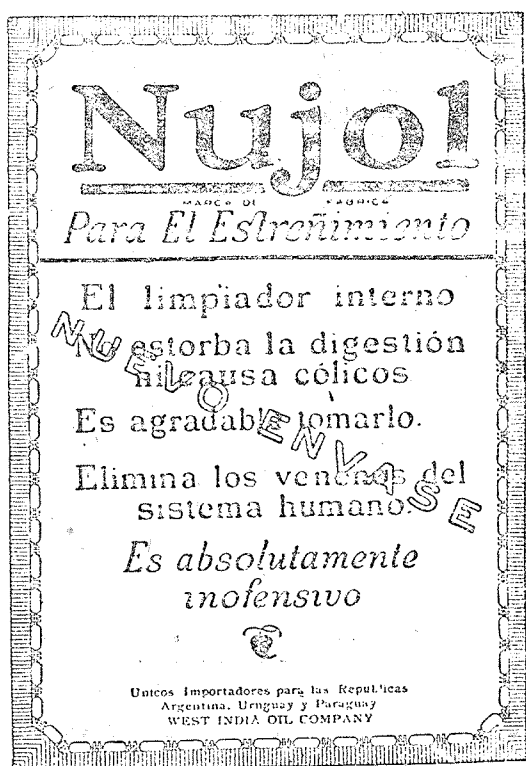 Nujol
MARCA DE FABRICA
Para El Estreñimiento
El limpiador interno
No estorba la digestión
ni causa cólicos
Es agradable tomarlo.
Elimina los venenos del
sistema humano.
Es absolutamente
inofensivo
NUEVO ENVASE
Unicos Importadores para las Republicas
Argentina, Uruguay y Paraguay
WEST INDIA OIL COMPANY